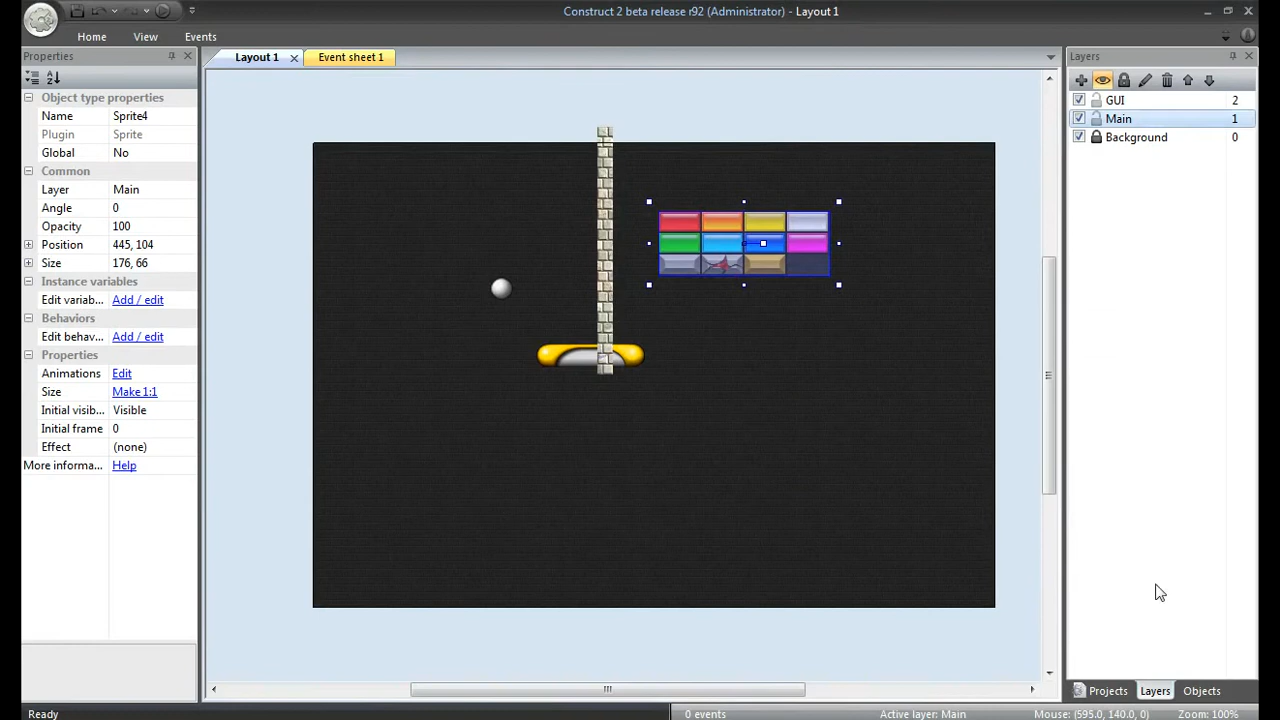 Construct 2 beta release r92 (Administrator) - Layout 1
Home View Events
Properties
Layout 1
Event sheet 1
Layers
Object type properties
Name Sprite4
Plugin Sprite
Global No
Common
Layer Main
Angle 0
Opacity 100
Position 445, 104
Size 176, 66
Instance variables
Edit variab... Add / edit
Behaviors
Edit behav... Add / edit
Properties
Animations Edit
Size Make 1:1
Initial visib... Visible
Initial frame 0
Effect (none)
More informa... Help
GUI 2
Main 1
Background 0
Projects Layers Objects
Ready
0 events
Active layer: Main
Mouse: (595.0, 140.0, 0)
Zoom: 100%